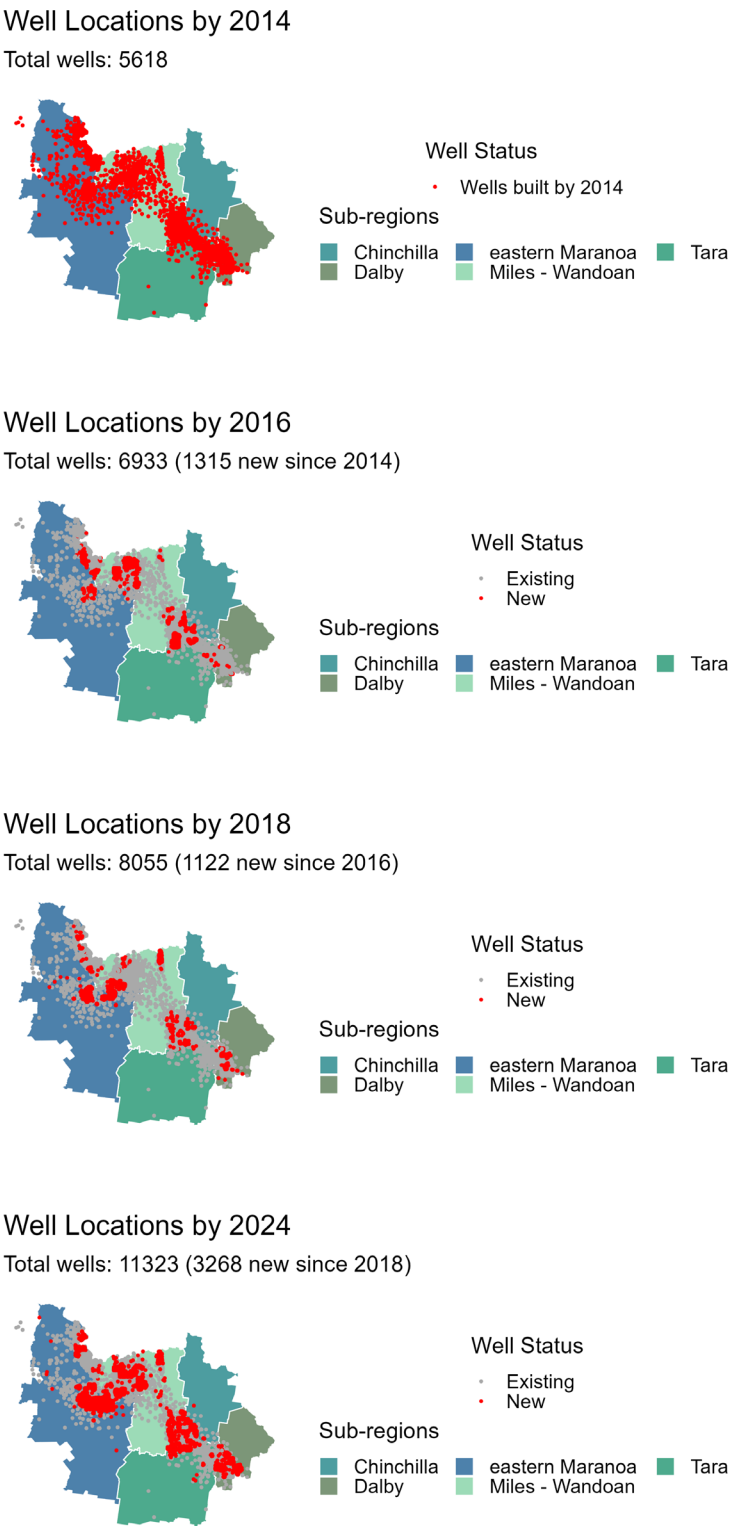 Well Locations by 2014
Total wells: 5618
Well Status
Wells built by 2014
Sub-regions
Chinchilla eastern Maranoa Tara
Dalby Miles - Wandoan
Well Locations by 2016
Total wells: 6933 (1315 new since 2014)
Well Status
Existing
New
Sub-regions
Chinchilla eastern Maranoa Tara
Dalby Miles - Wandoan
Well Locations by 2018
Total wells: 8055 (1122 new since 2016)
Well Status
Existing
New
Sub-regions
Chinchilla eastern Maranoa Tara
Dalby Miles - Wandoan
Well Locations by 2024
Total wells: 11323 (3268 new since 2018)
Well Status
Existing
New
Sub-regions
Chinchilla eastern Maranoa Tara
Dalby Miles - Wandoan